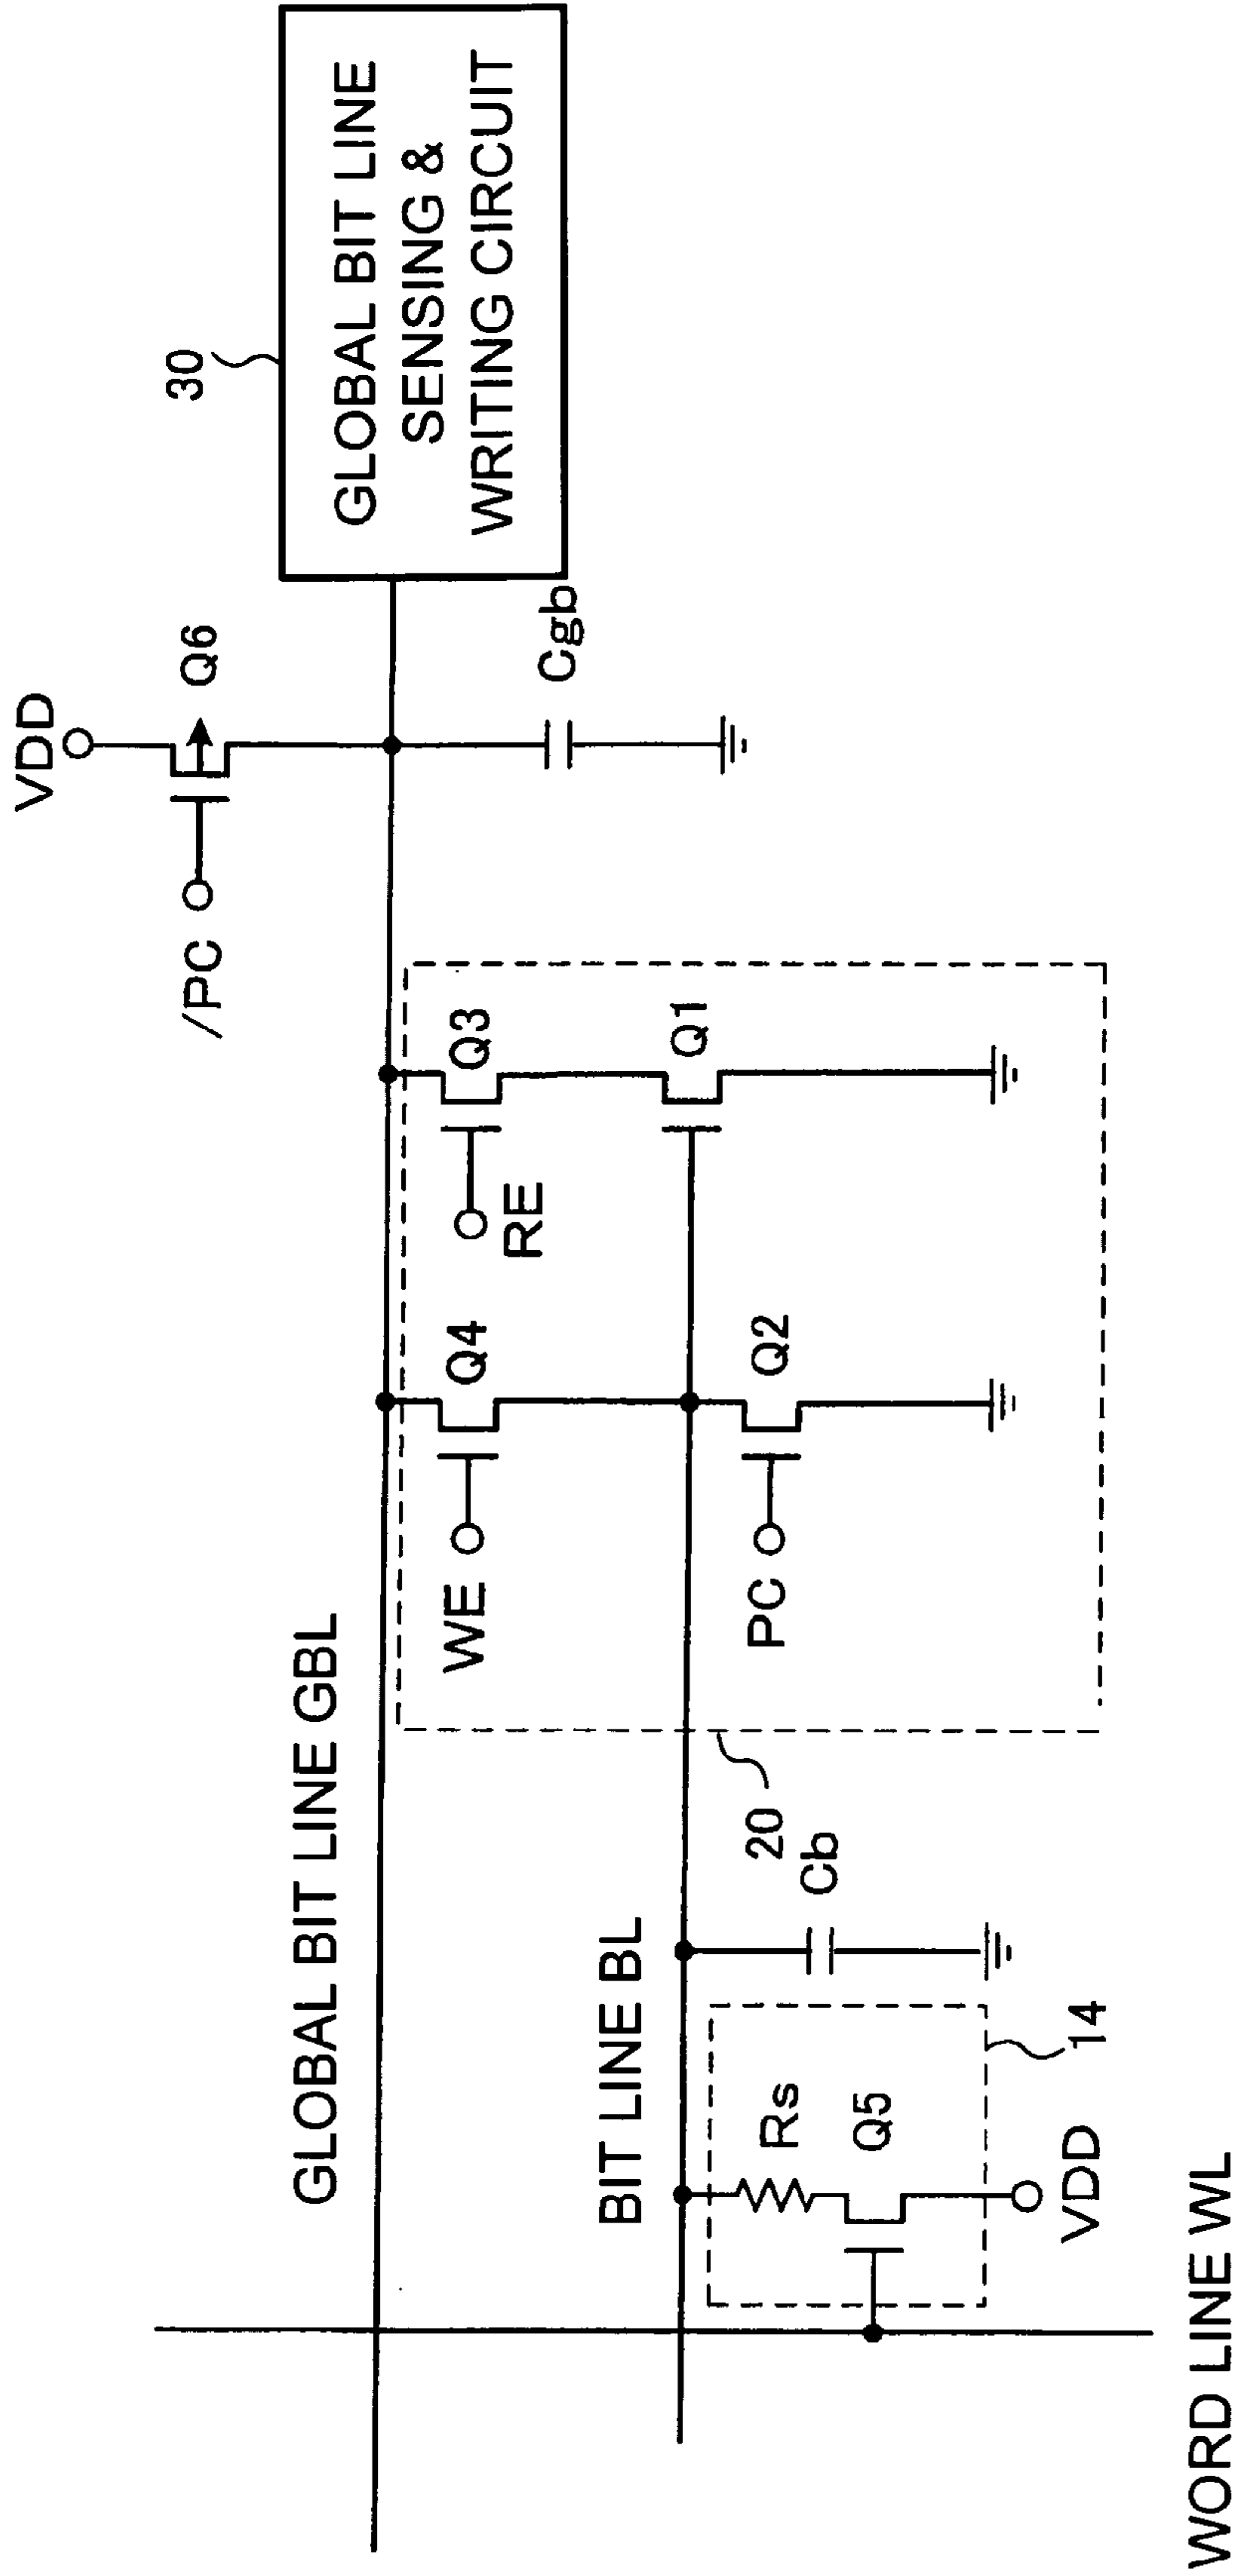 VDD
Q6
/PC
30
GLOBAL BIT LINE
SENSING &
WRITING CIRCUIT
Cgb
GLOBAL BIT LINE GBL
WE
Q4
Q3
RE
Q1
BIT LINE BL
PC
Q2
20
Cb
Rs
Q5
14
VDD
WORD LINE WL